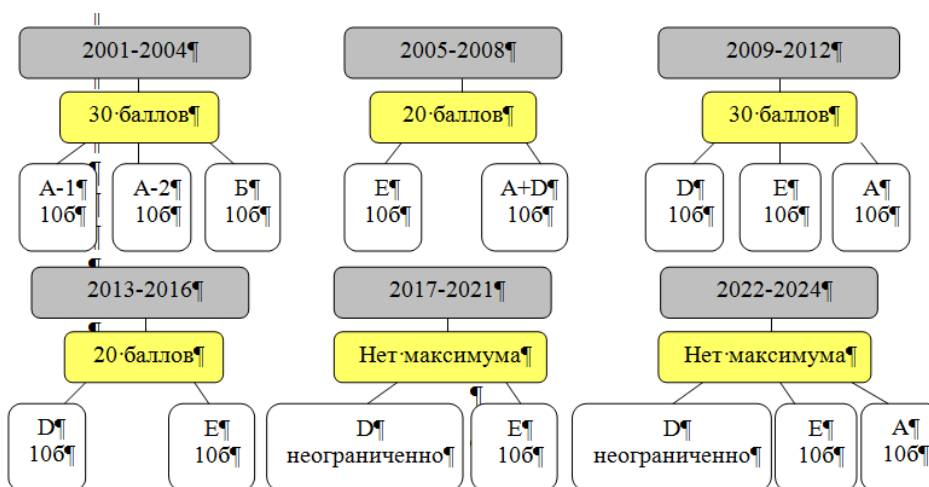 2001-2004¶
2005-2008¶
2009-2012¶
30·баллов¶
20·баллов¶
30·баллов¶
А-1¶
10б¶
А-2¶
10б¶
Б¶
10б¶
Е¶
10б¶
А+D¶
10б¶
D¶
10б¶
Е¶
10б¶
А¶
10б¶
2013-2016¶
2017-2021¶
2022-2024¶
20·баллов¶
Нет·максимума¶
Нет·максимума¶
D¶
10б¶
Е¶
10б¶
D¶
неограниченно¶
Е¶
10б¶
D¶
неограниченно¶
Е¶
10б¶
А¶
10б¶